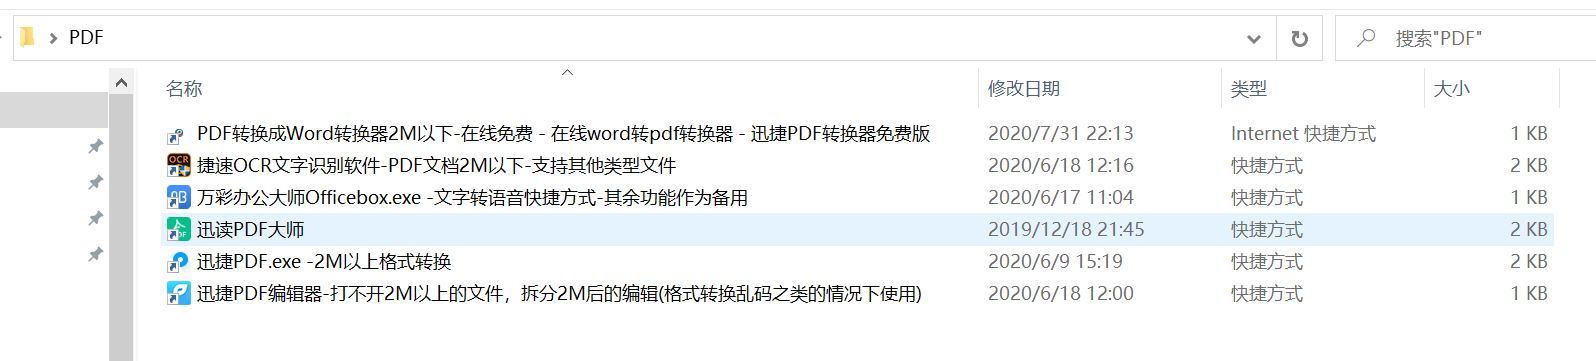 PDF
搜索"PDF"
名称 修改日期 类型 大小
PDF转换成Word转换器2M以下-在线免费 - 在线word转pdf转换器 - 迅捷PDF转换器免费版 2020/7/31 22:13 Internet 快捷方式 1 KB
捷速OCR文字识别软件-PDF文档2M以下-支持其他类型文件 2020/6/18 12:16 快捷方式 2 KB
万彩办公大师Officebox.exe -文字转语音快捷方式-其余功能作为备用 2020/6/17 11:04 快捷方式 1 KB
迅读PDF大师 2019/12/18 21:45 快捷方式 2 KB
迅捷PDF.exe -2M以上格式转换 2020/6/9 15:19 快捷方式 2 KB
迅捷PDF编辑器-打不开2M以上的文件，拆分2M后的编辑(格式转换乱码之类的情况下使用) 2020/6/18 12:00 快捷方式 1 KB